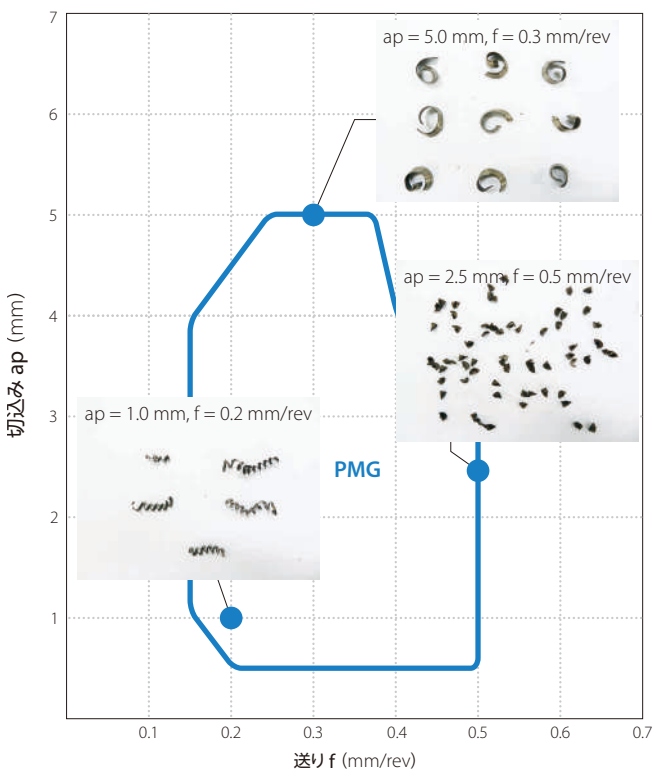 7
6
5
4
3
2
1
切込み ap (mm)
ap = 5.0 mm, f = 0.3 mm/rev
ap = 2.5 mm, f = 0.5 mm/rev
ap = 1.0 mm, f = 0.2 mm/rev
PMG
0.1 0.2 0.3 0.4 0.5 0.6 0.7
送り f (mm/rev)